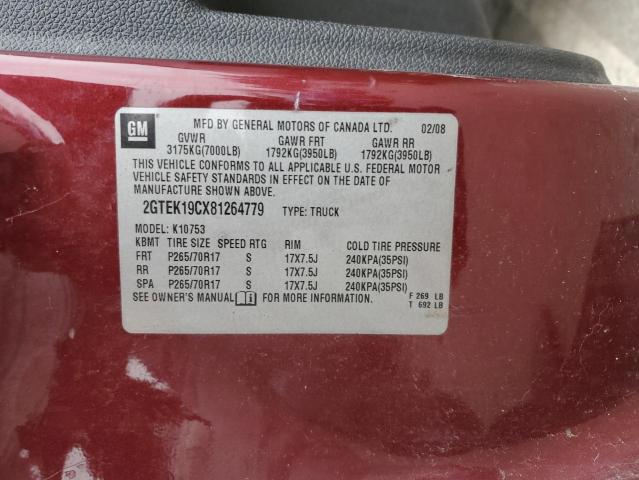 GM
MFD BY GENERAL MOTORS OF CANADA LTD. 02/08
GVWR GAWR FRT GAWR RR
3175KG(7000LB) 1792KG(3950LB) 1792KG(3950LB)
THIS VEHICLE CONFORMS TO ALL APPLICABLE U.S. FEDERAL MOTOR
VEHICLE SAFETY STANDARDS IN EFFECT ON THE DATE OF
MANUFACTURE SHOWN ABOVE.
2GTEK19CX81264779 TYPE: TRUCK
MODEL: K10753
KBMT TIRE SIZE SPEED RTG RIM COLD TIRE PRESSURE
FRT P265/70R17 S 17X7.5J 240KPA(35PSI)
RR P265/70R17 S 17X7.5J 240KPA(35PSI)
SPA P265/70R17 S 17X7.5J 240KPA(35PSI)
SEE OWNER'S MANUAL FOR MORE INFORMATION.
F 269 LB
T 692 LB